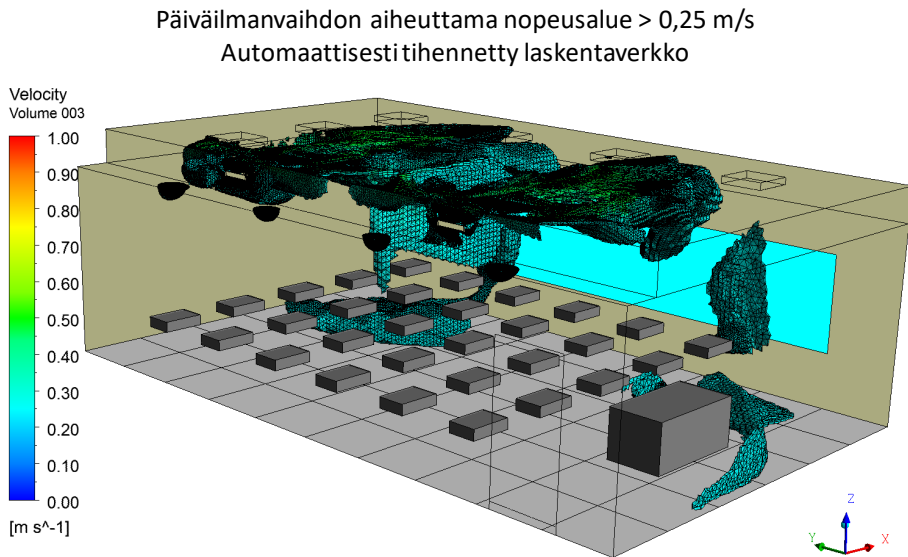 Päiväilmanvaihdon aiheuttama nopeusalue > 0,25 m/s
Automaattisesti tihennetty laskentaverkko
Velocity
Volume 003
1.00
0.90
0.80
0.70
0.60
0.50
0.40
0.30
0.20
0.10
0.00
[m s^-1]
Z
Y
X